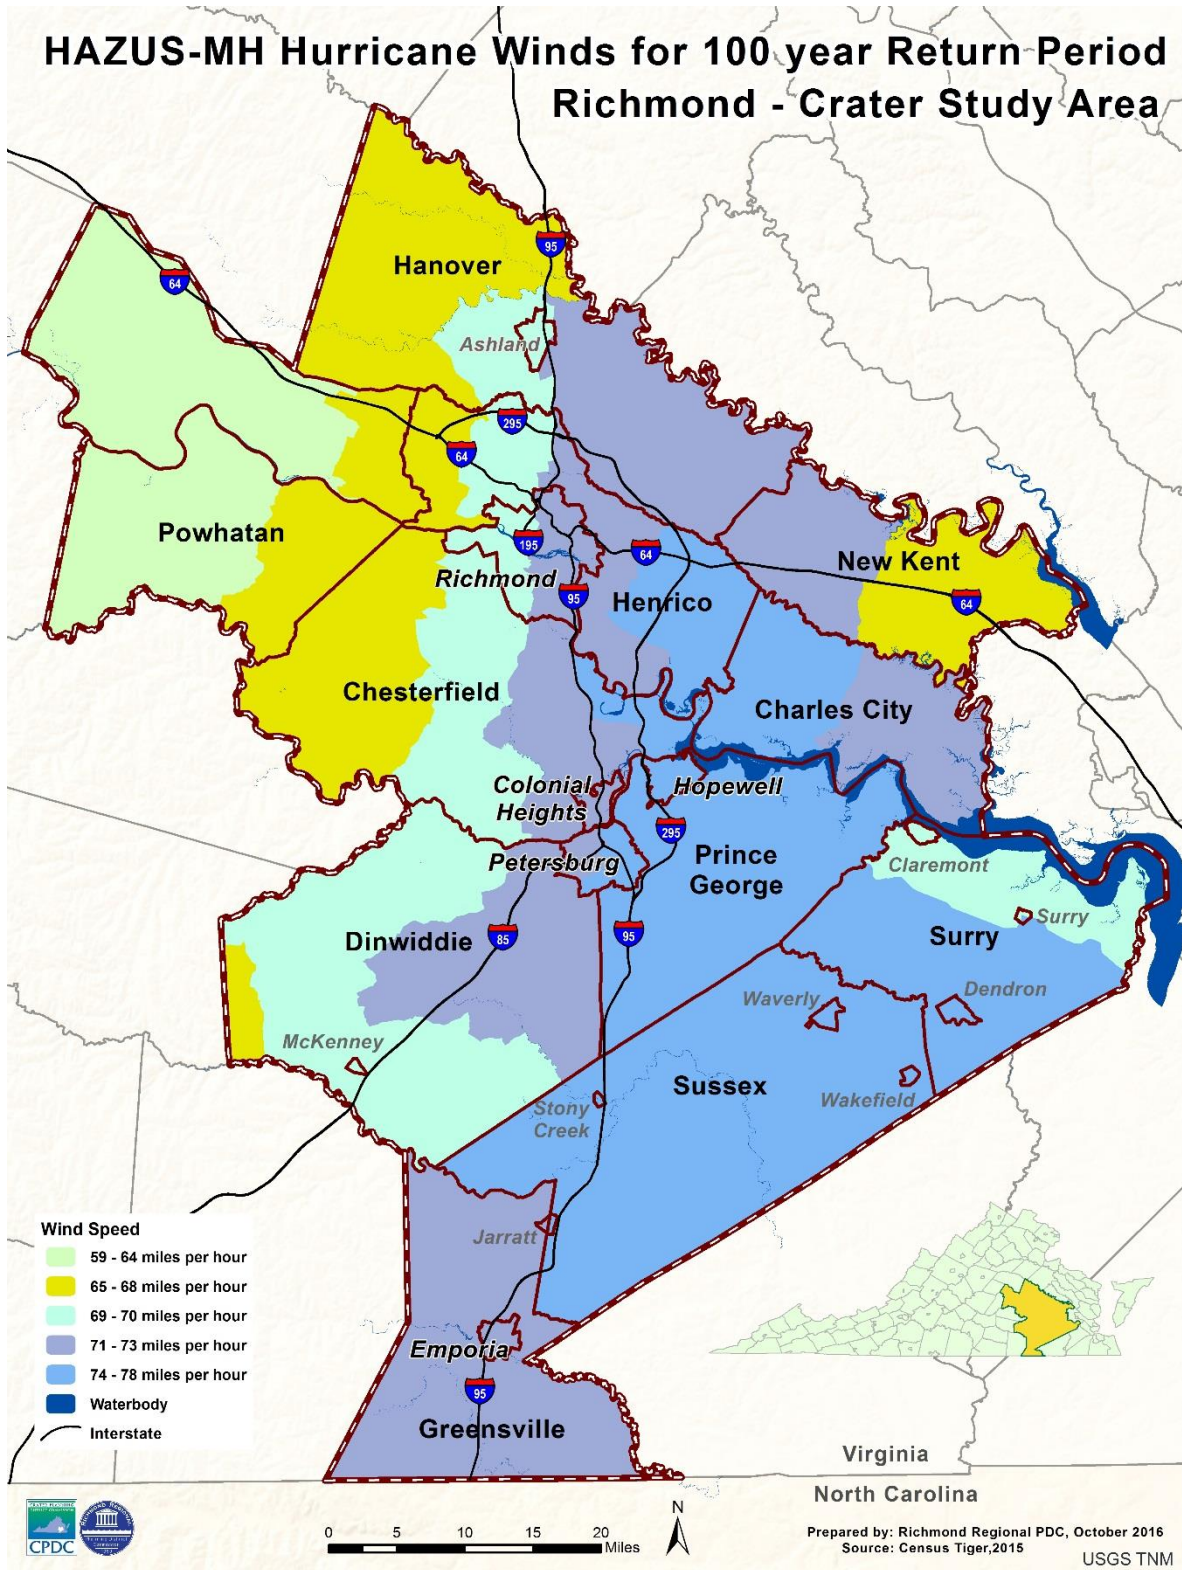 HAZUS-MH Hurricane Winds for 100 year Return Period
Richmond - Crater Study Area
95
Hanover
64
Ashland
295
64
Powhatan
195
64
New Kent
Richmond
95
Henrico
64
Chesterfield
Charles City
Colonial
Heights
Hopewell
295
Petersburg
Prince
George
Claremont
Surry
Dinwiddie
85
95
Surry
Waverly
Dendron
McKenney
Sussex
Wakefield
Stony
Creek
Jarratt
Emporia
95
Greensville
Wind Speed
59 - 64 miles per hour
65 - 68 miles per hour
69 - 70 miles per hour
71 - 73 miles per hour
74 - 78 miles per hour
Waterbody
Interstate
Virginia
North Carolina
CPDC
0 5 10 15 20
Miles
N
Prepared by: Richmond Regional PDC, October 2016
Source: Census Tiger,2015
USGS TNM